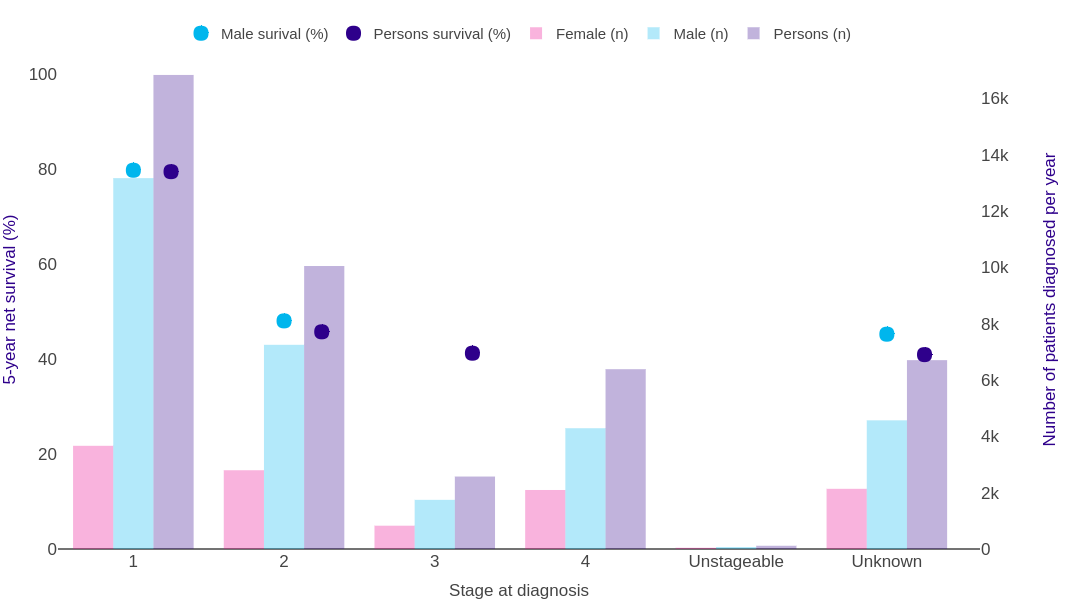 Male surival (%) Persons survival (%) Female (n) Male (n) Persons (n)
100
80
60
40
20
0
5-year net survival (%)
16k
14k
12k
10k
8k
6k
4k
2k
0
Number of patients diagnosed per year
1 2 3 4 Unstageable Unknown
Stage at diagnosis